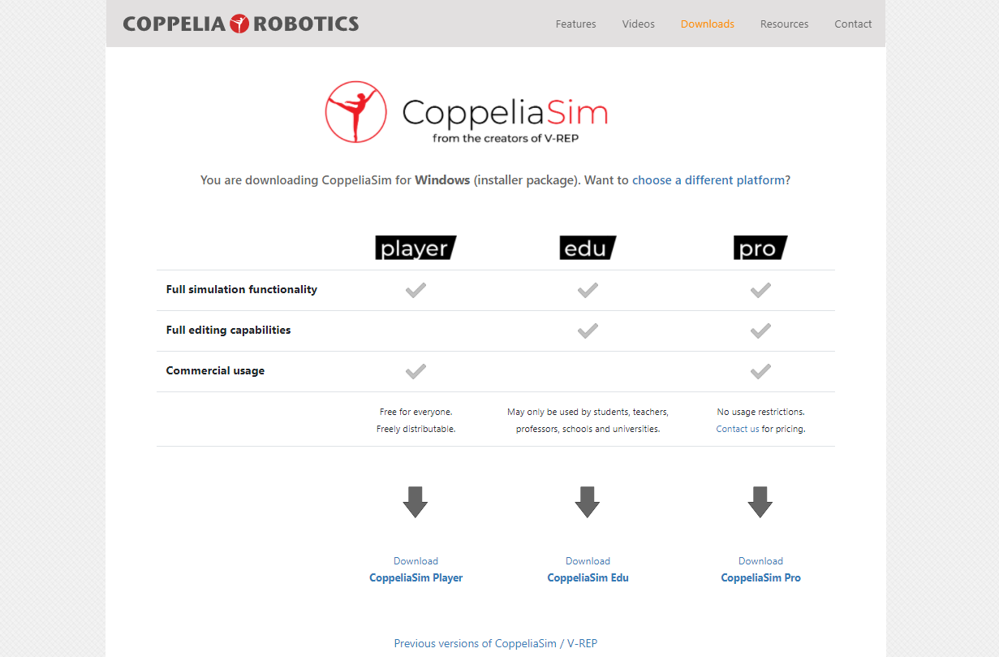 COPPELIA ROBOTICS
Features Videos Downloads Resources Contact
CoppeliaSim
from the creators of V-REP
You are downloading CoppeliaSim for Windows (installer package). Want to choose a different platform?
player edu pro
Full simulation functionality
Full editing capabilities
Commercial usage
Free for everyone.
Freely distributable.
May only be used by students, teachers,
professors, schools and universities.
No usage restrictions.
Contact us for pricing.
Download
CoppeliaSim Player
Download
CoppeliaSim Edu
Download
CoppeliaSim Pro
Previous versions of CoppeliaSim / V-REP